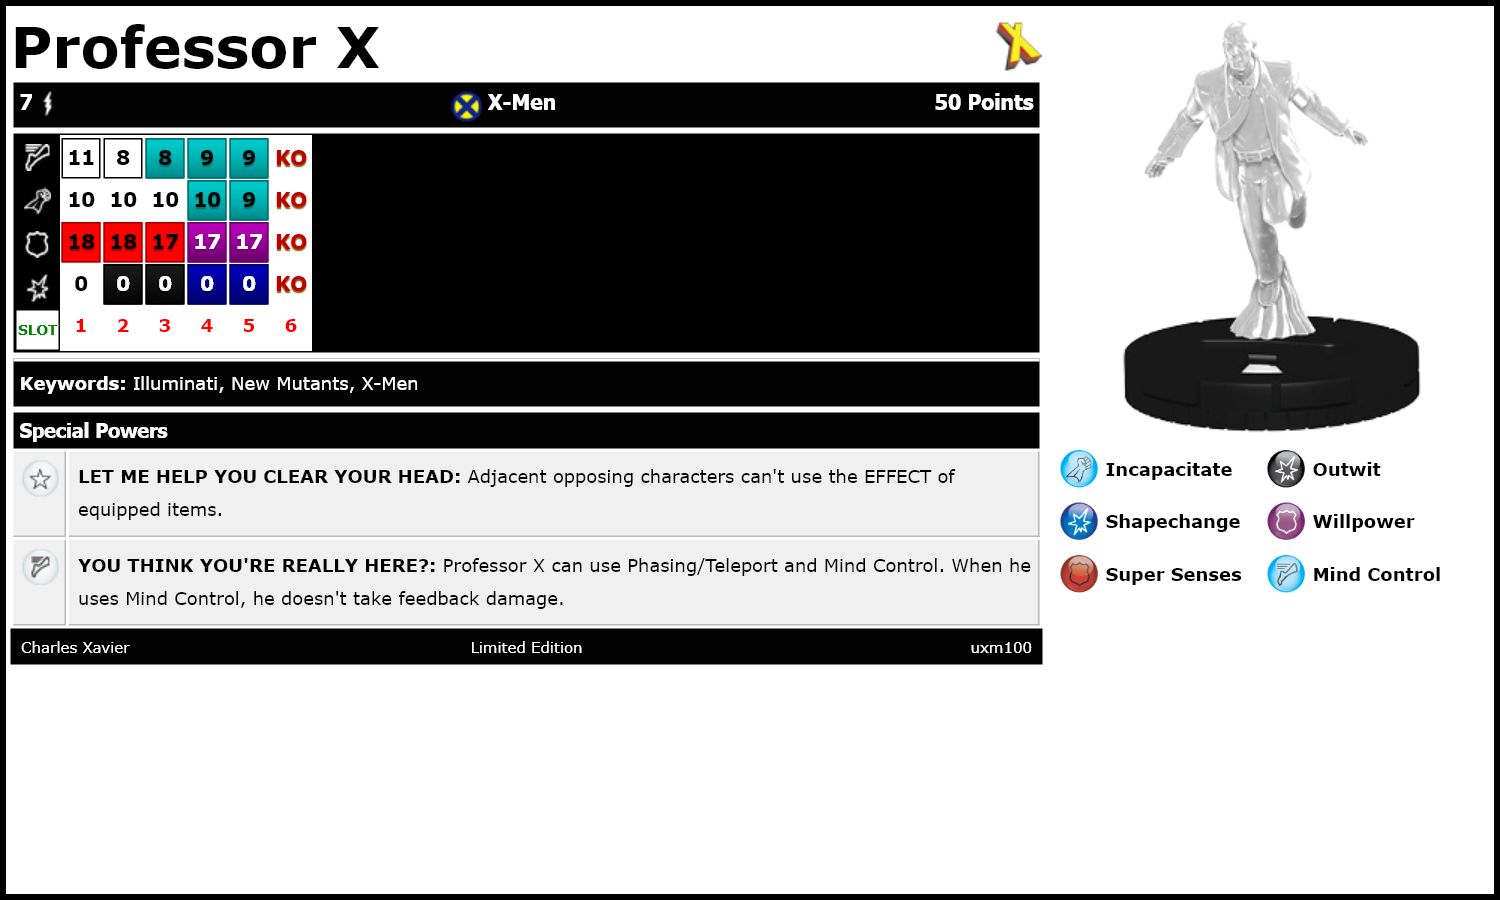 Professor X
7 X-Men 50 Points
11 8 8 9 9 KO
10 10 10 10 9 KO
18 18 17 17 17 KO
0 0 0 0 0 KO
SLOT 1 2 3 4 5 6
Keywords: Illuminati, New Mutants, X-Men
Special Powers
LET ME HELP YOU CLEAR YOUR HEAD: Adjacent opposing characters can't use the EFFECT of
equipped items.
YOU THINK YOU'RE REALLY HERE?: Professor X can use Phasing/Teleport and Mind Control. When he
uses Mind Control, he doesn't take feedback damage.
Charles Xavier Limited Edition uxm100
Incapacitate Outwit
Shapechange Willpower
Super Senses Mind Control